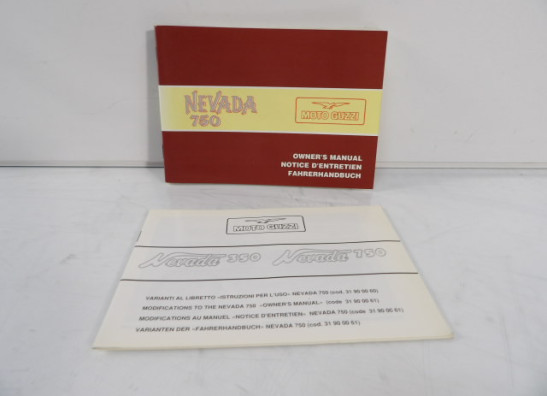 NEVADA
750
MOTO GUZZI
OWNER'S MANUAL
NOTICE D'ENTRETIEN
FAHRERHANDBUCH
MOTO GUZZI
Nevada 350 Nevada 750
VARIANTI AL LIBRETTO «ISTRUZIONI PER L'USO» NEVADA 750 (cod. 31 90 00 60)
MODIFICATIONS TO THE NEVADA 750 «OWNER'S MANUAL» (code 31 90 00 61)
MODIFICATIONS AU MANUEL «NOTICE D'ENTRETIEN» NEVADA 750 (code 31 90 00 61)
VARIANTEN DER «FAHRERHANDBUCH» NEVADA 750 (cod. 31 90 00 61)